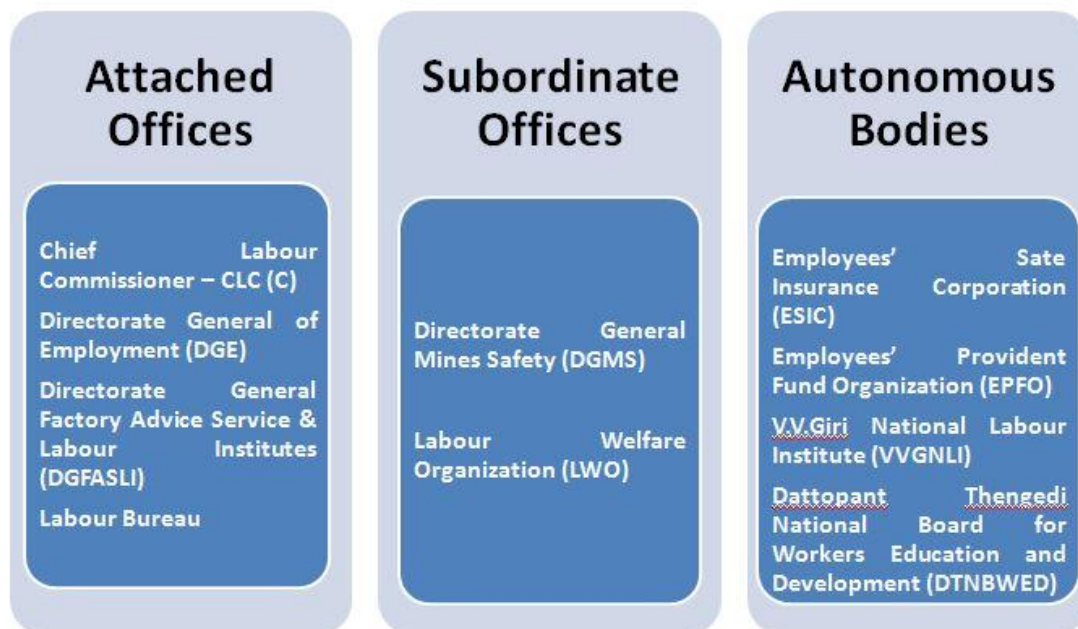 Attached
Offices
Chief Labour
Commissioner – CLC (C)
Directorate General of
Employment (DGE)
Directorate General
Factory Advice Service &
Labour Institutes
(DGFASLI)
Labour Bureau
Subordinate
Offices
Directorate General
Mines Safety (DGMS)
Labour Welfare
Organization (LWO)
Autonomous
Bodies
Employees’ Sate
Insurance Corporation
(ESIC)
Employees’ Provident
Fund Organization (EPFO)
V.V.Giri National Labour
Institute (VVGNLI)
Dattopant Thengedi
National Board for
Workers Education and
Development (DTNBWED)